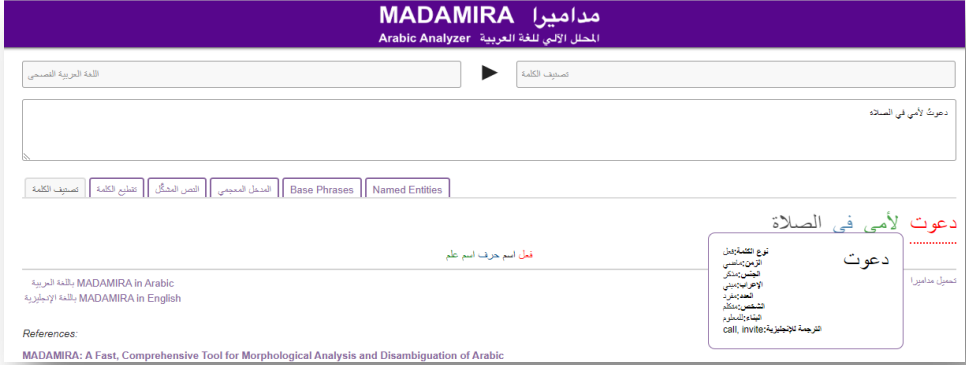 MADAMIRA مداميرا
Arabic Analyzer المحلل الآلي للغة العربية
اللغة العربية الفصحى
تصنيف الكلمة
دعوتُ لأمي في الصلاة
تصنيف الكلمة
تقطيع الكلمة
النص المشكَّل
المدخل المعجمي
Base Phrases
Named Entities
دعوت لأمي في الصلاة
فعل اسم حرف اسم علم
دعوت
نوع الكلمة:فعل
الزمن:ماضي
الجنس:مذكر
الإعراب:مبني
العدد:مفرد
الشخص:متكلم
البناء:للمعلوم
الترجمة للإنجليزية:call, invite
تحميل مداميرا
MADAMIRA in Arabic باللغة العربية
MADAMIRA in English باللغة الإنجليزية
References:
MADAMIRA: A Fast, Comprehensive Tool for Morphological Analysis and Disambiguation of Arabic